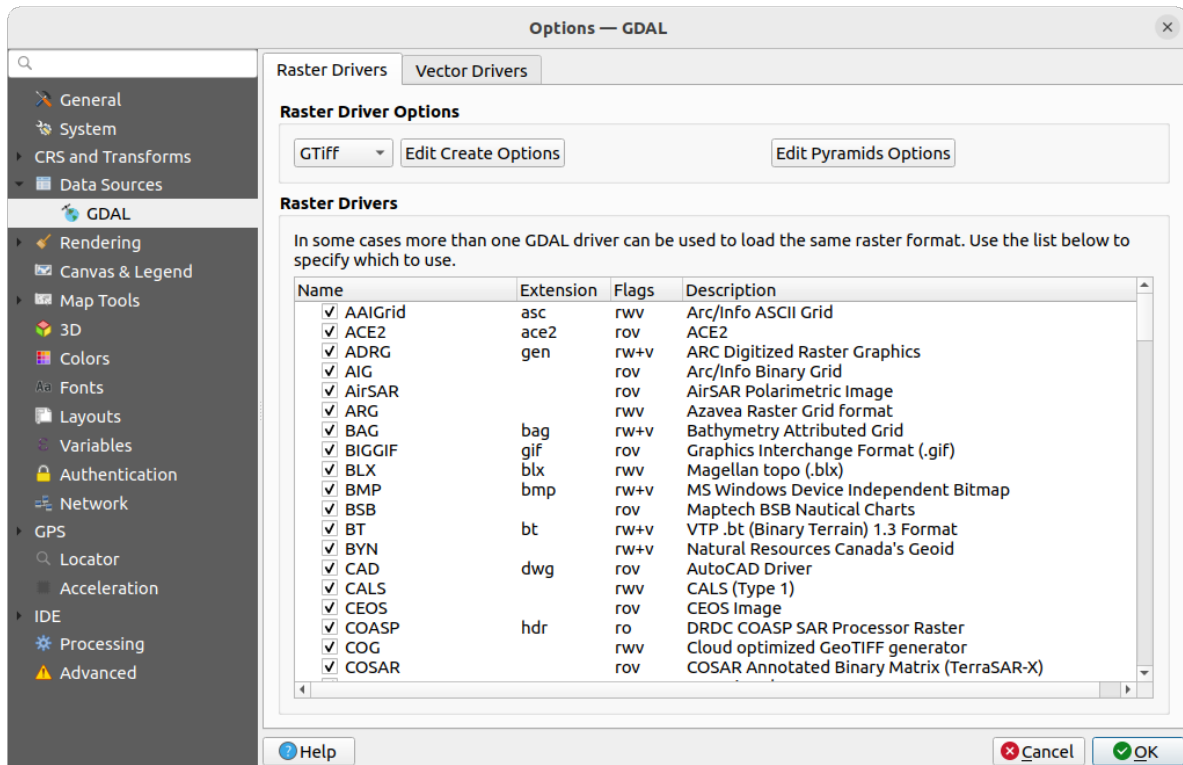 Options — GDAL
General
System
CRS and Transforms
Data Sources
GDAL
Rendering
Canvas & Legend
Map Tools
3D
Colors
Aa Fonts
Layouts
ε Variables
Authentication
Network
GPS
Locator
Acceleration
IDE
Processing
Advanced
Raster Drivers Vector Drivers
Raster Driver Options
GTiff Edit Create Options Edit Pyramids Options
Raster Drivers
In some cases more than one GDAL driver can be used to load the same raster format. Use the list below to
specify which to use.
Name Extension Flags Description
AAIGrid asc rwv Arc/Info ASCII Grid
ACE2 ace2 rov ACE2
ADRG gen rw+v ARC Digitized Raster Graphics
AIG rov Arc/Info Binary Grid
AirSAR rov AirSAR Polarimetric Image
ARG rwv Azavea Raster Grid format
BAG bag rw+v Bathymetry Attributed Grid
BIGGIF gif rov Graphics Interchange Format (.gif)
BLX blx rwv Magellan topo (.blx)
BMP bmp rw+v MS Windows Device Independent Bitmap
BSB rov Maptech BSB Nautical Charts
BT bt rw+v VTP .bt (Binary Terrain) 1.3 Format
BYN rw+v Natural Resources Canada's Geoid
CAD dwg rov AutoCAD Driver
CALS rwv CALS (Type 1)
CEOS rov CEOS Image
COASP hdr ro DRDC COASP SAR Processor Raster
COG rwv Cloud optimized GeoTIFF generator
COSAR rov COSAR Annotated Binary Matrix (TerraSAR-X)
? Help Cancel OK